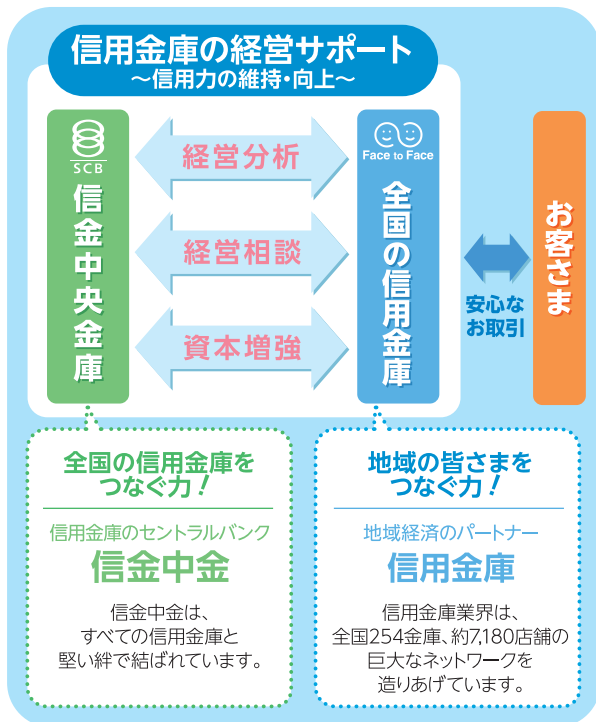 信用金庫の経営サポート
～信用力の維持・向上～
SCB
信金中央金庫
経営分析
経営相談
資本増強
Face to Face
全国の信用金庫
安心な
お取引
お客さま
全国の信用金庫を
つなぐ力!
信用金庫のセントラルバンク
信金中金
信金中金は、
すべての信用金庫と
堅い絆で結ばれています。
地域の皆さまを
つなぐ力!
地域経済のパートナー
信用金庫
信用金庫業界は、
全国254金庫、約7,180店舗の
巨大なネットワークを
造りあげています。